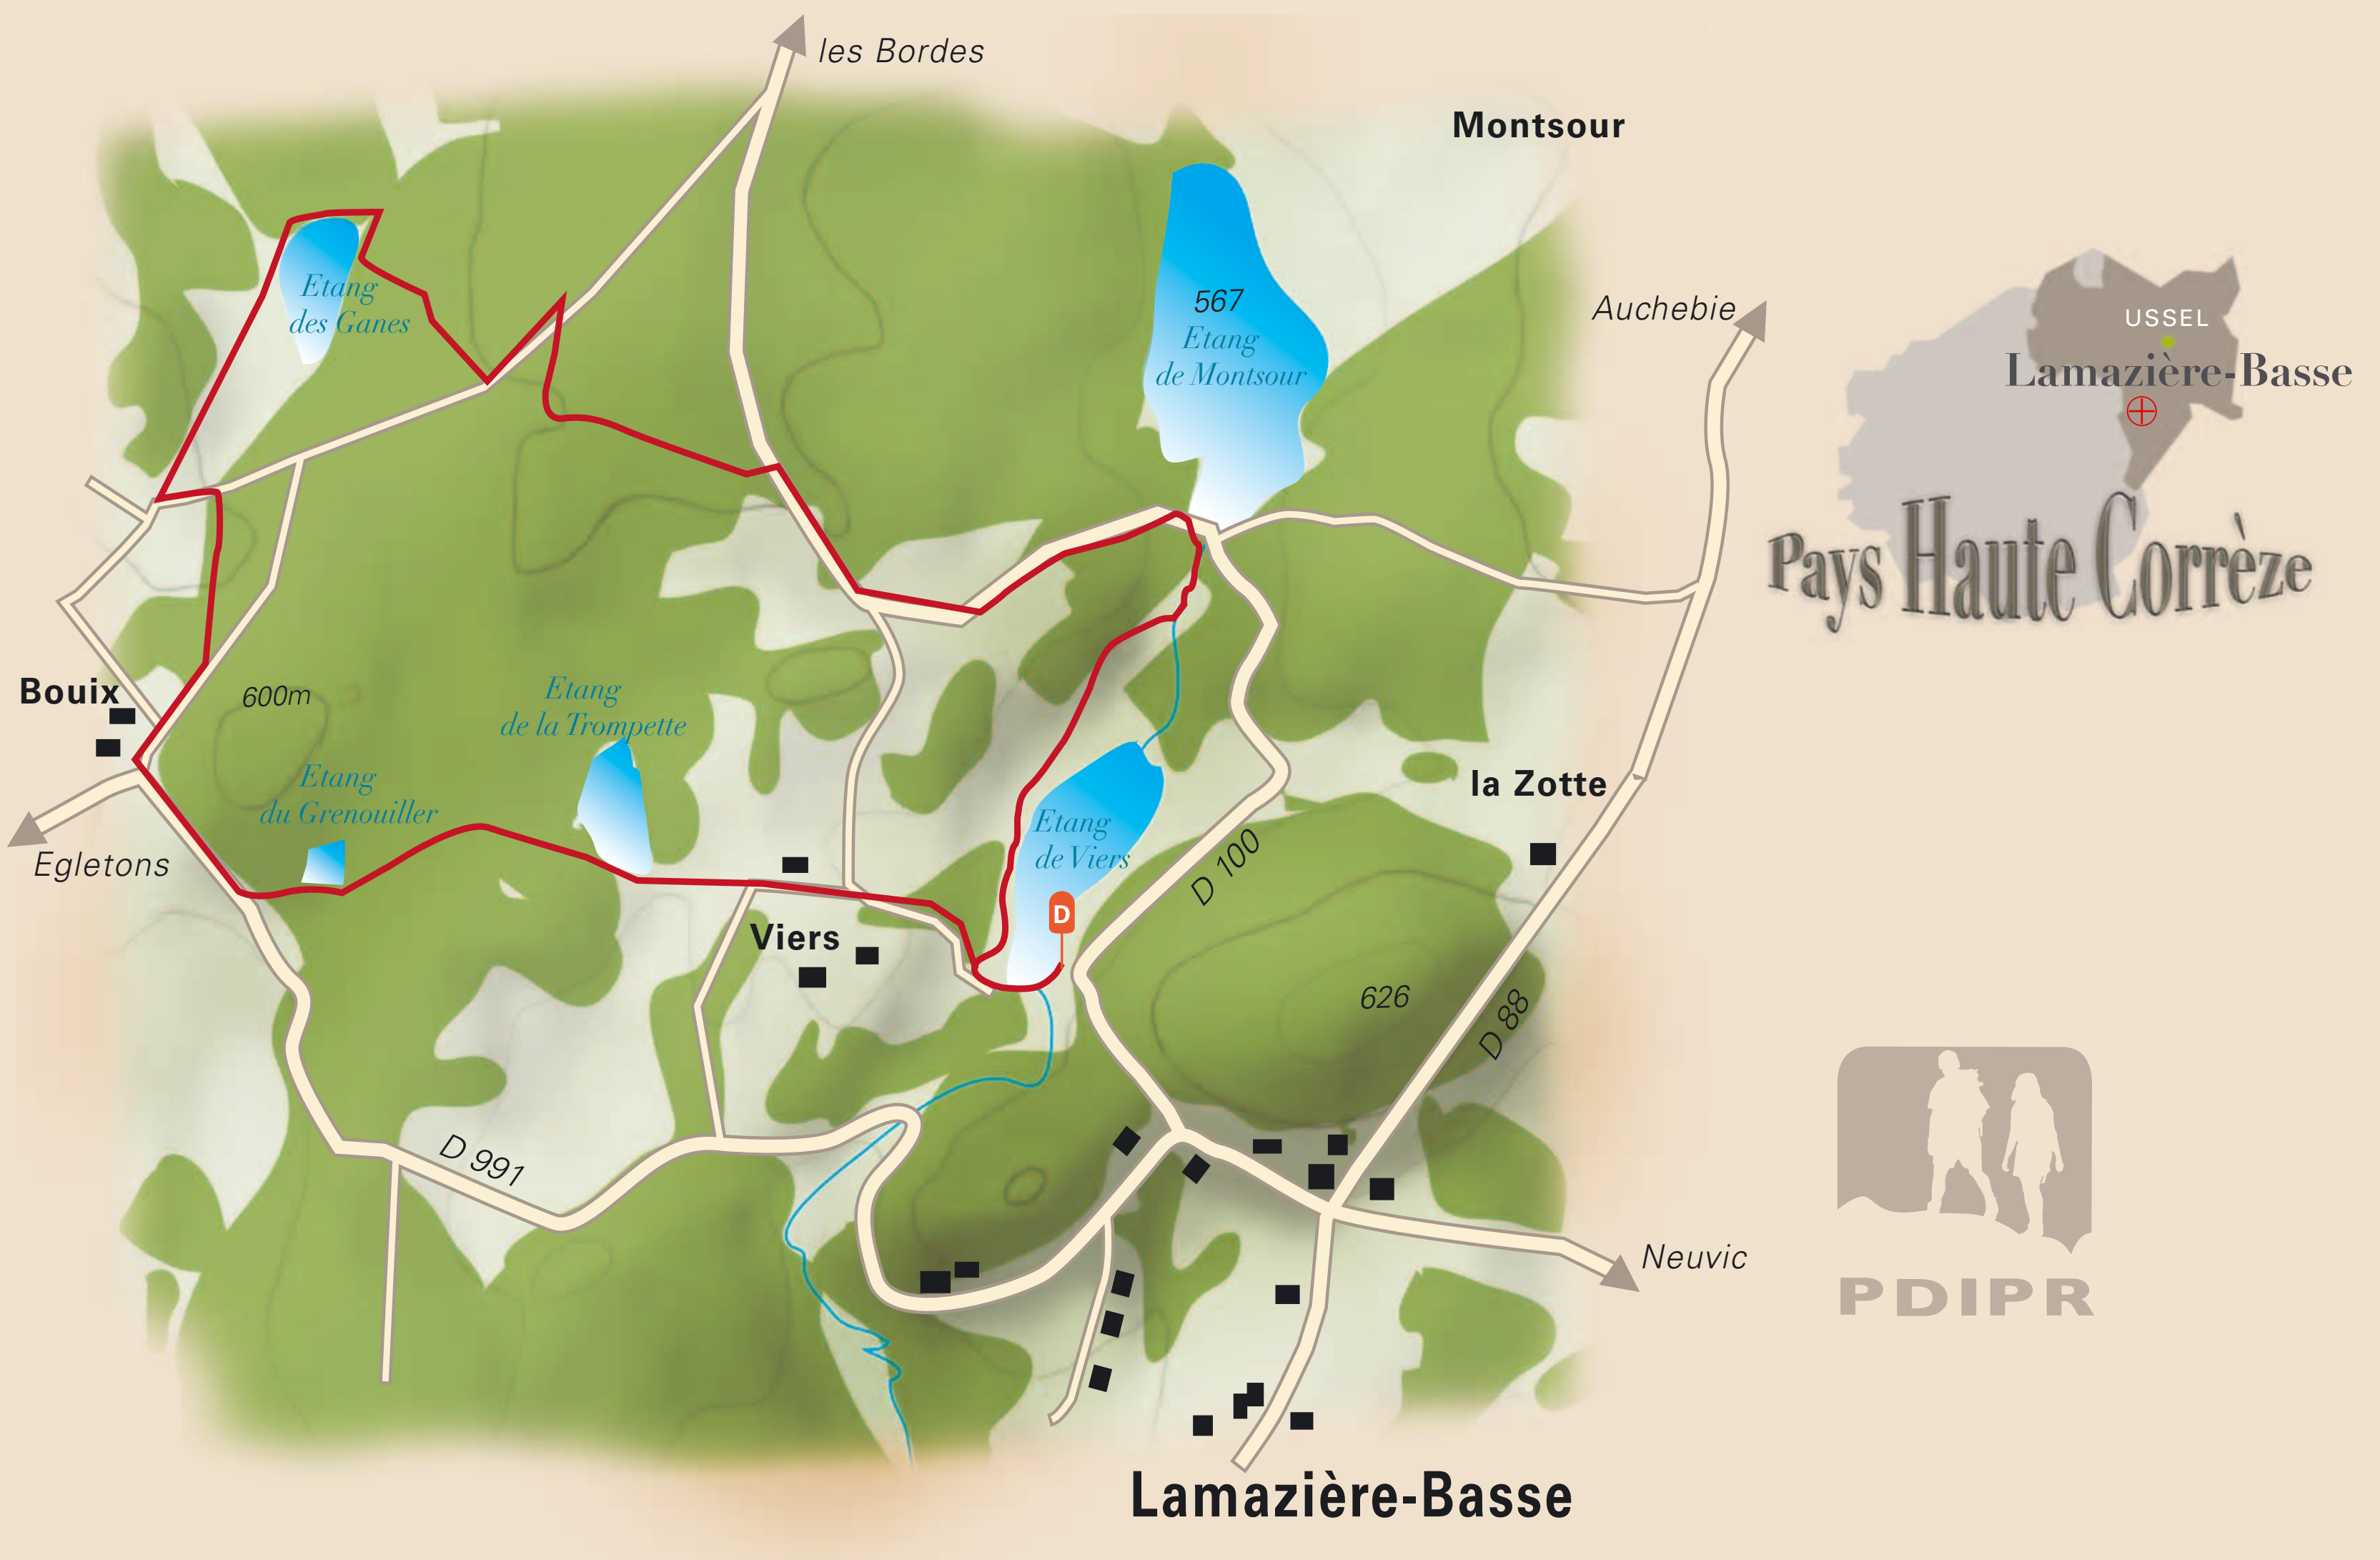 les Bordes
Montsour
Etang
des Ganes
567
Etang
de Montsour
Auchebie
USSEL
Lamazière-Basse
Pays Haute Corrèze
Bouix
600m
Etang
de la Trompette
Etang
du Grenouiller
Egletons
la Zotte
Etang
de Viers
D 100
D
Viers
626
D 88
D 991
Neuvic
PDIPR
Lamazière-Basse